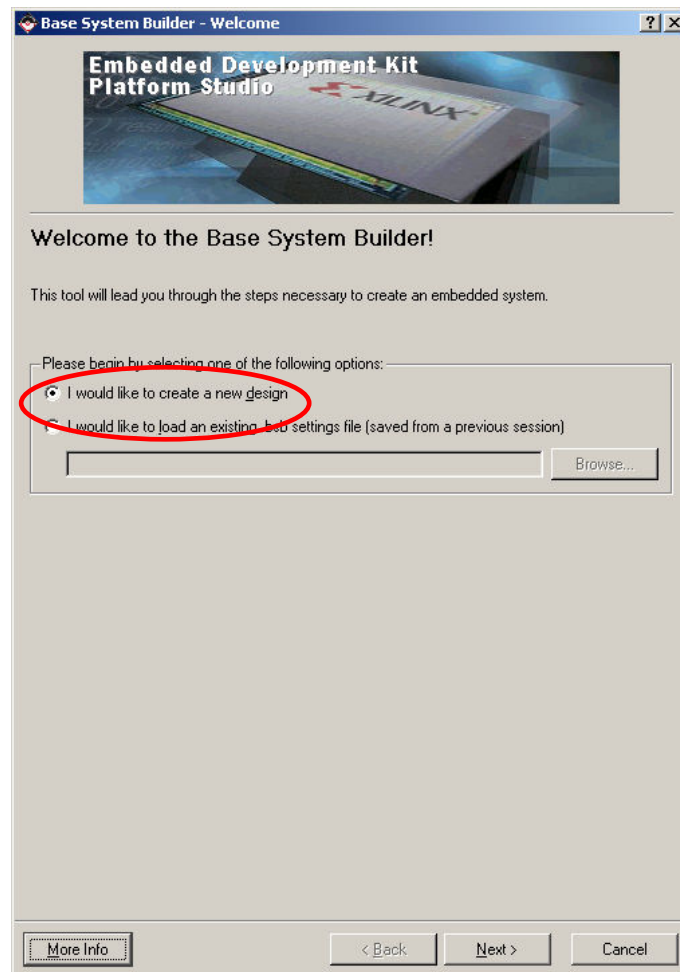 Base System Builder - Welcome
Embedded Development Kit
Platform Studio
XILINX
Welcome to the Base System Builder!
This tool will lead you through the steps necessary to create an embedded system.
Please begin by selecting one of the following options:
I would like to create a new design
I would like to load an existing .bsb settings file (saved from a previous session)
Browse...
More Info
< Back
Next >
Cancel